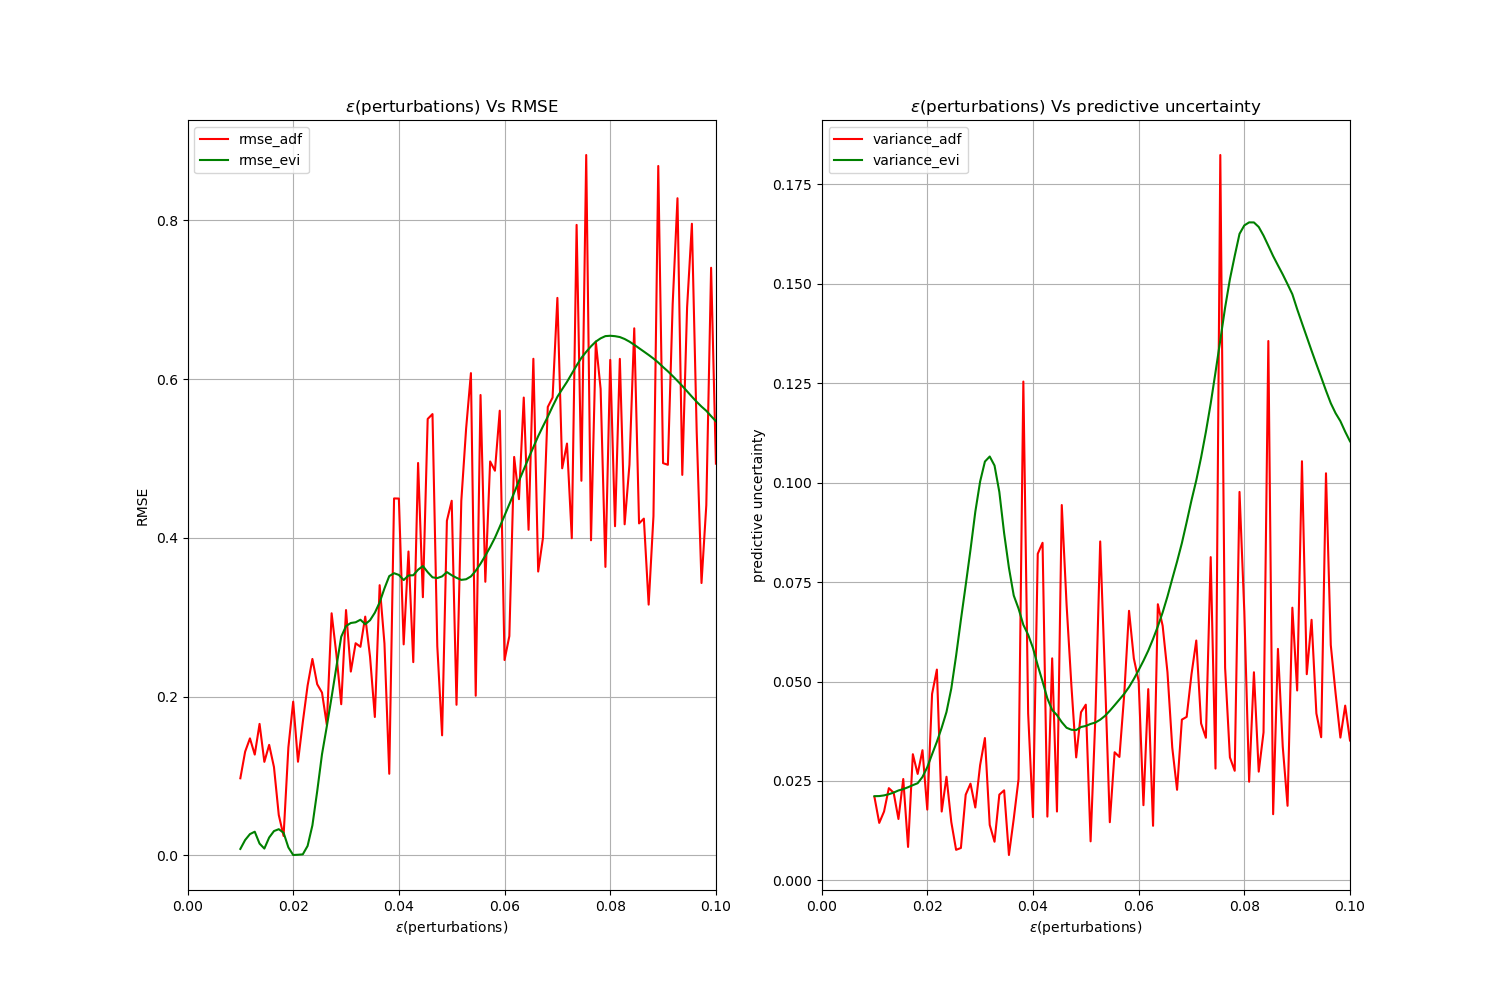 ε(perturbations) Vs RMSE
rmse_adf
rmse_evi
0.8
0.6
0.4
0.2
0.0
RMSE
0.00 0.02 0.04 0.06 0.08 0.10
ε(perturbations)
ε(perturbations) Vs predictive uncertainty
variance_adf
variance_evi
0.175
0.150
0.125
0.100
0.075
0.050
0.025
0.000
predictive uncertainty
0.00 0.02 0.04 0.06 0.08 0.10
ε(perturbations)